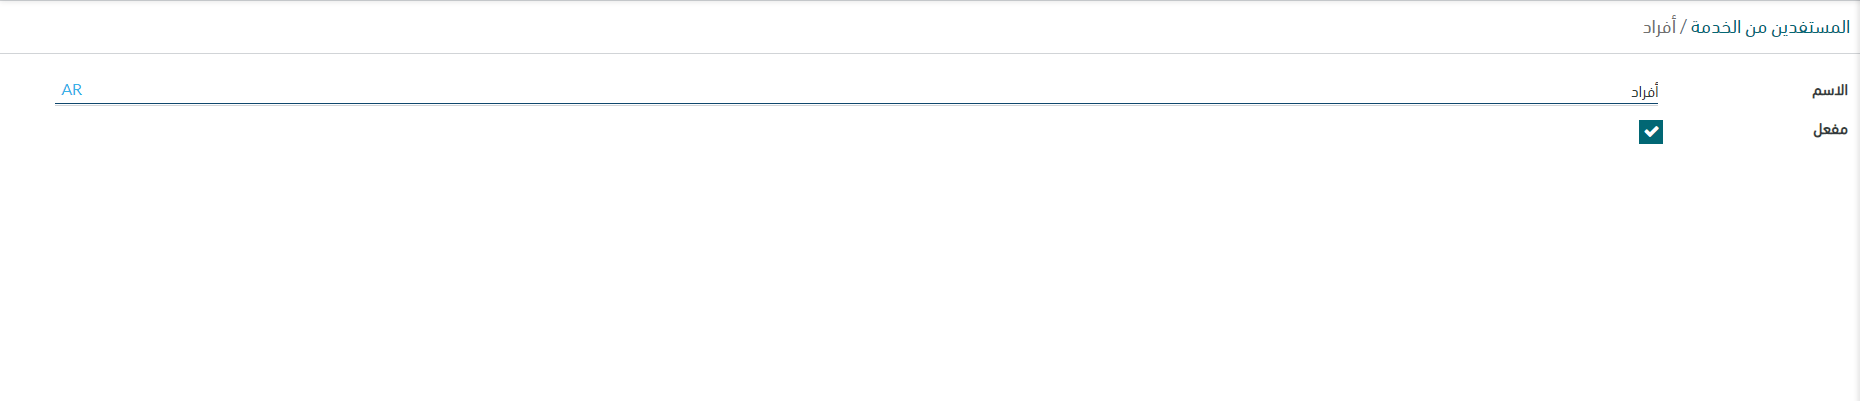 المستفدين من الخدمة / أفراد
الاسم
أفراد
AR
مفعل